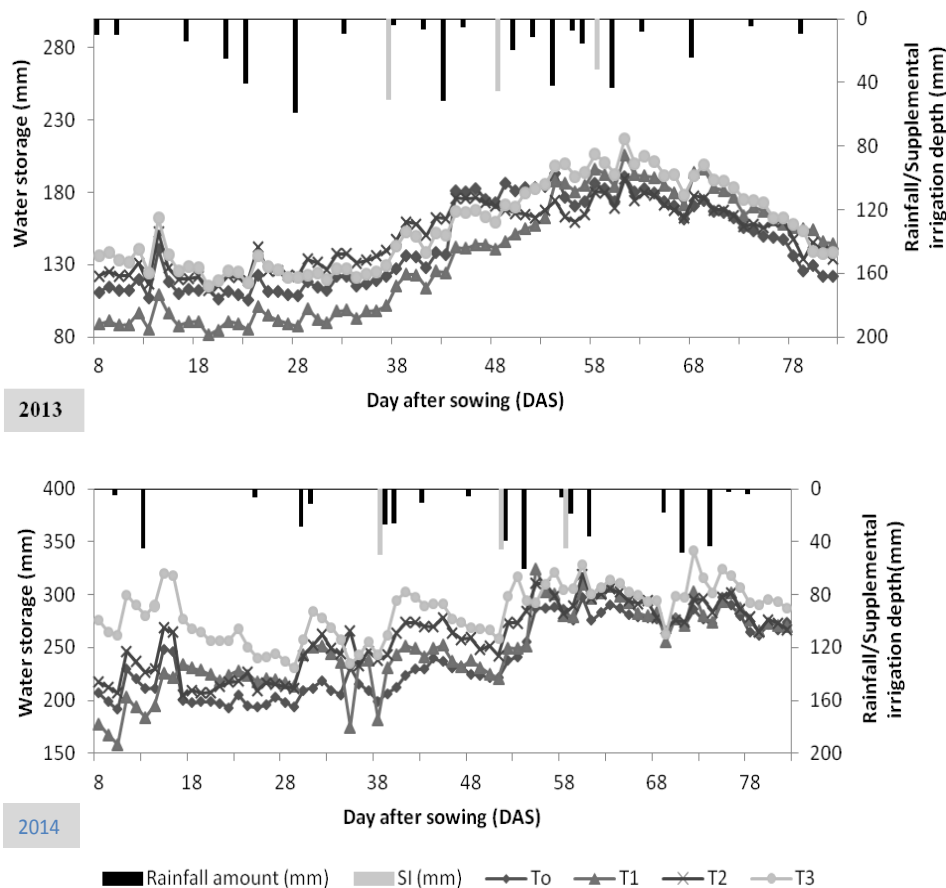 Water storage (mm)
280
230
180
130
80
0
40
80
120
160
200
Rainfall/Supplemental
irrigation depth (mm)
8 18 28 38 48 58 68 78
Day after sowing (DAS)
2013
Water storage (mm)
400
350
300
250
200
150
0
40
80
120
160
200
Rainfall/Supplemental
irrigation depth(mm)
8 18 28 38 48 58 68 78
Day after sowing (DAS)
2014
Rainfall amount (mm) SI (mm) To T1 T2 T3